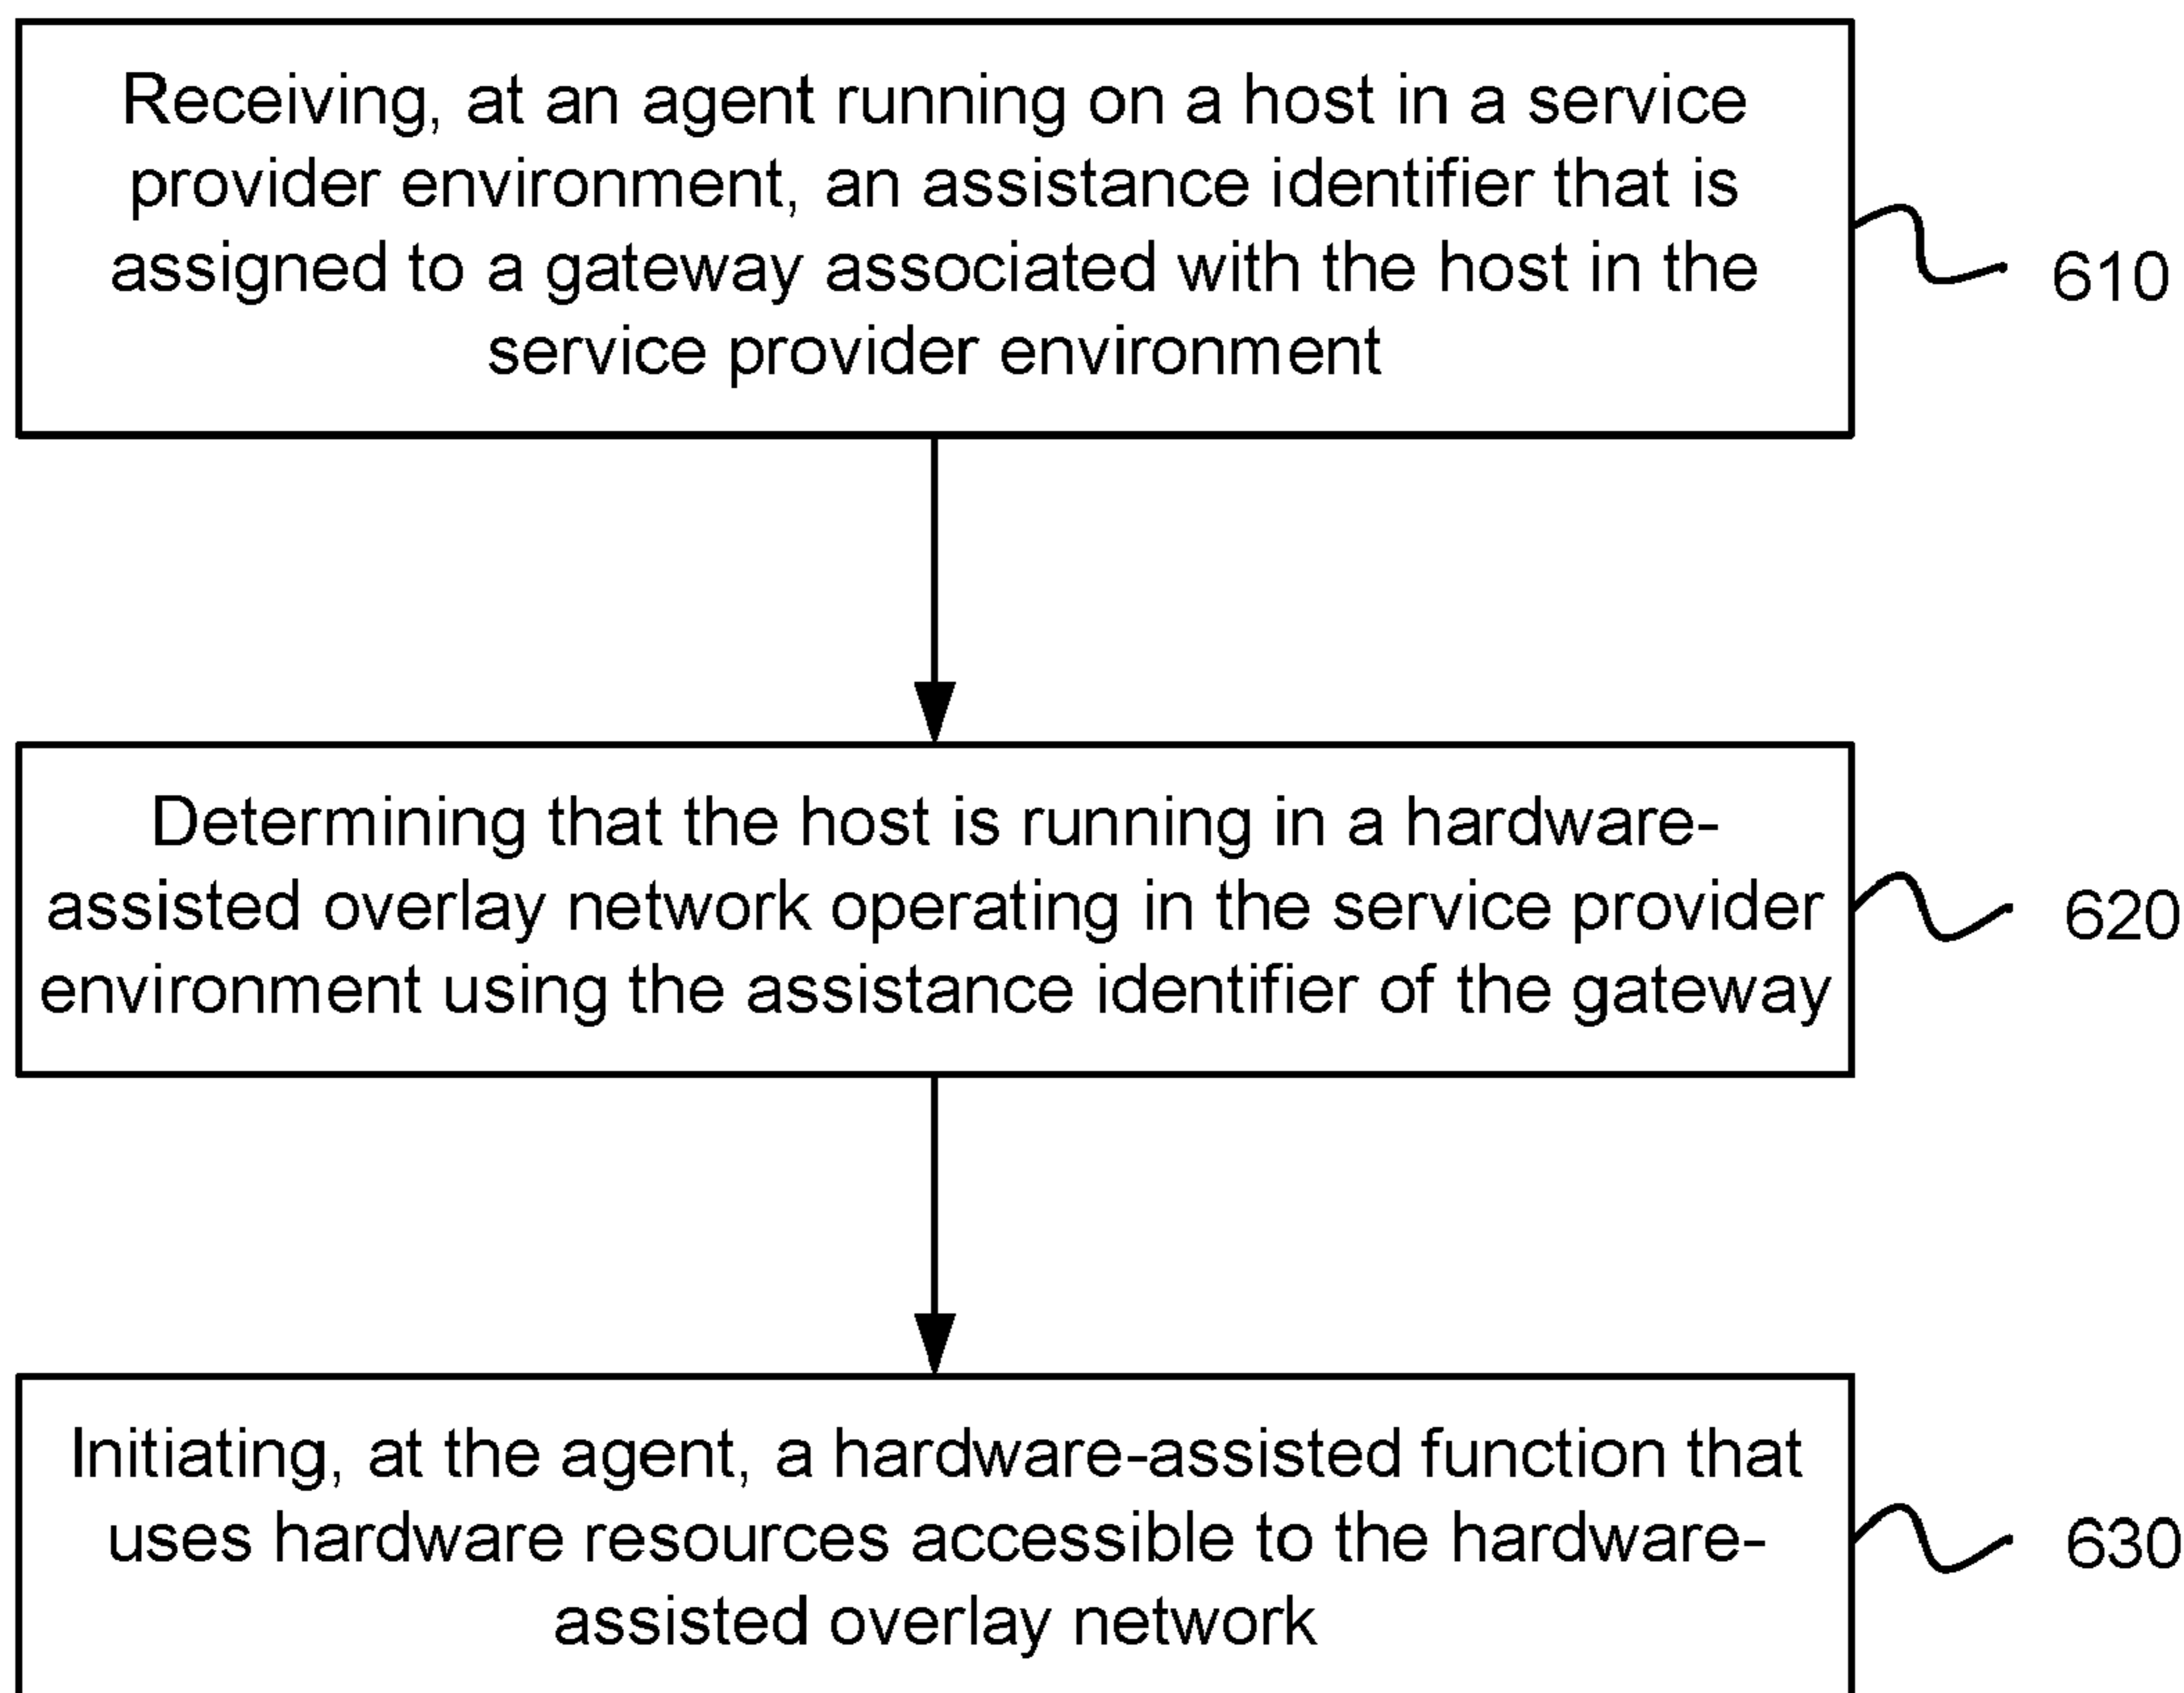 Receiving, at an agent running on a host in a service
provider environment, an assistance identifier that is
assigned to a gateway associated with the host in the
service provider environment
610
Determining that the host is running in a hardware-
assisted overlay network operating in the service provider
environment using the assistance identifier of the gateway
620
Initiating, at the agent, a hardware-assisted function that
uses hardware resources accessible to the hardware-
assisted overlay network
630